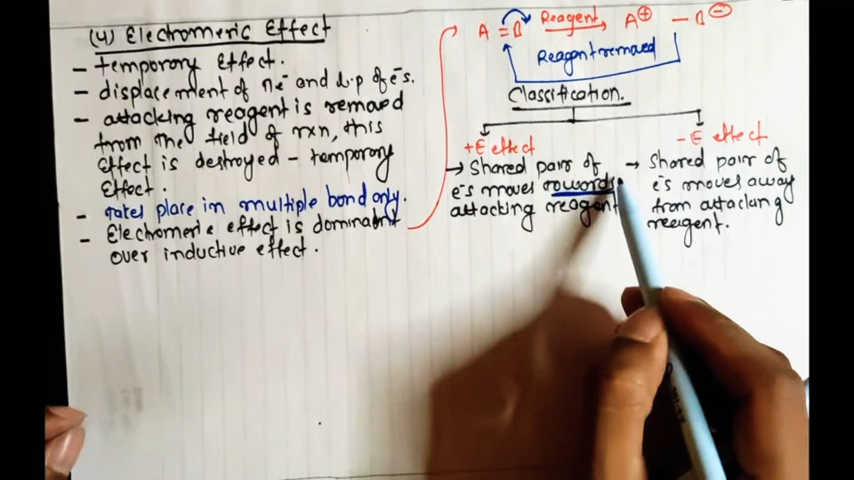 (4) Electromeric Effect
- temporary Effect.
- displacement of πe⁻ and l.p of e⁻s.
- attacking reagent is removed
from the field of rxn, this
Effect is destroyed - temporary
Effect.
- takes place in multiple bond only.
- Electromeric effect is dominant
over inductive effect.
A = B Reagent A⊕ - B⊖
Reagent removed
Classification.
+E effect
→ Shared pair of
e⁻s moves towards
attacking reagent
-E effect
→ Shared pair of
e⁻s moves away
from attacking
reegent.